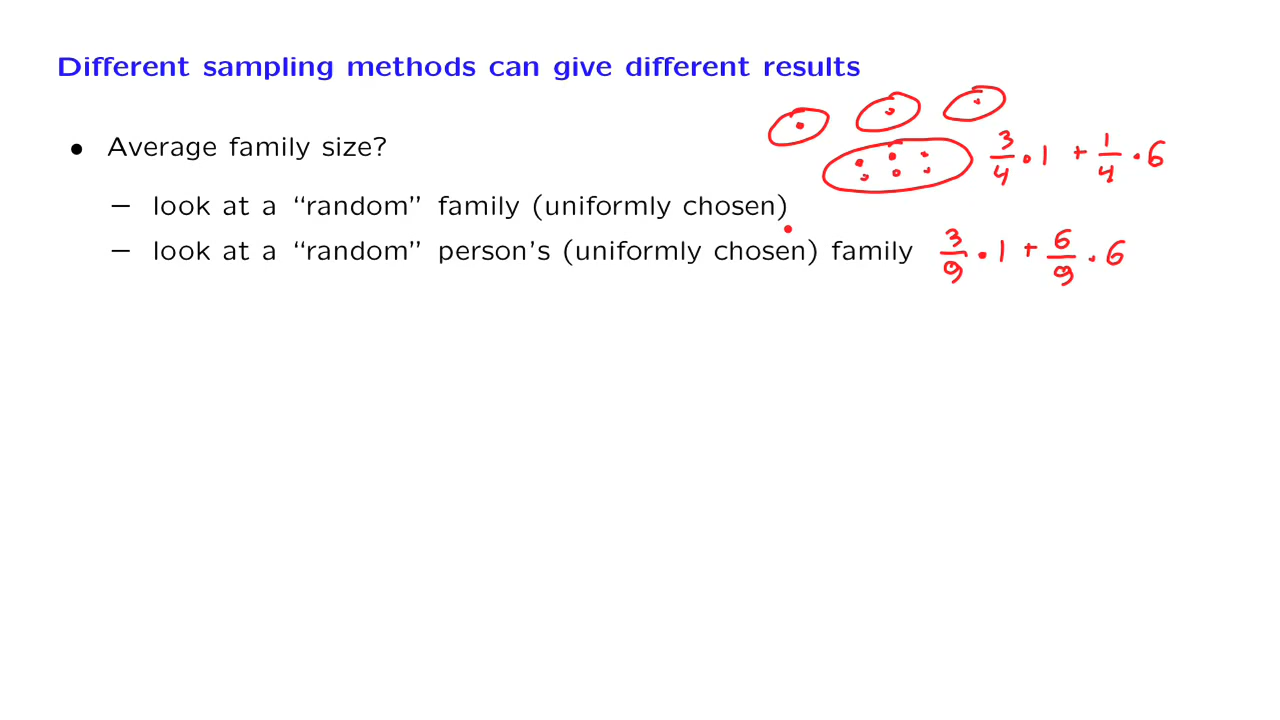 Different sampling methods can give different results
• Average family size?
3/4 · 1 + 1/4 · 6
– look at a “random” family (uniformly chosen)
– look at a “random” person’s (uniformly chosen) family 3/9 · 1 + 6/9 · 6